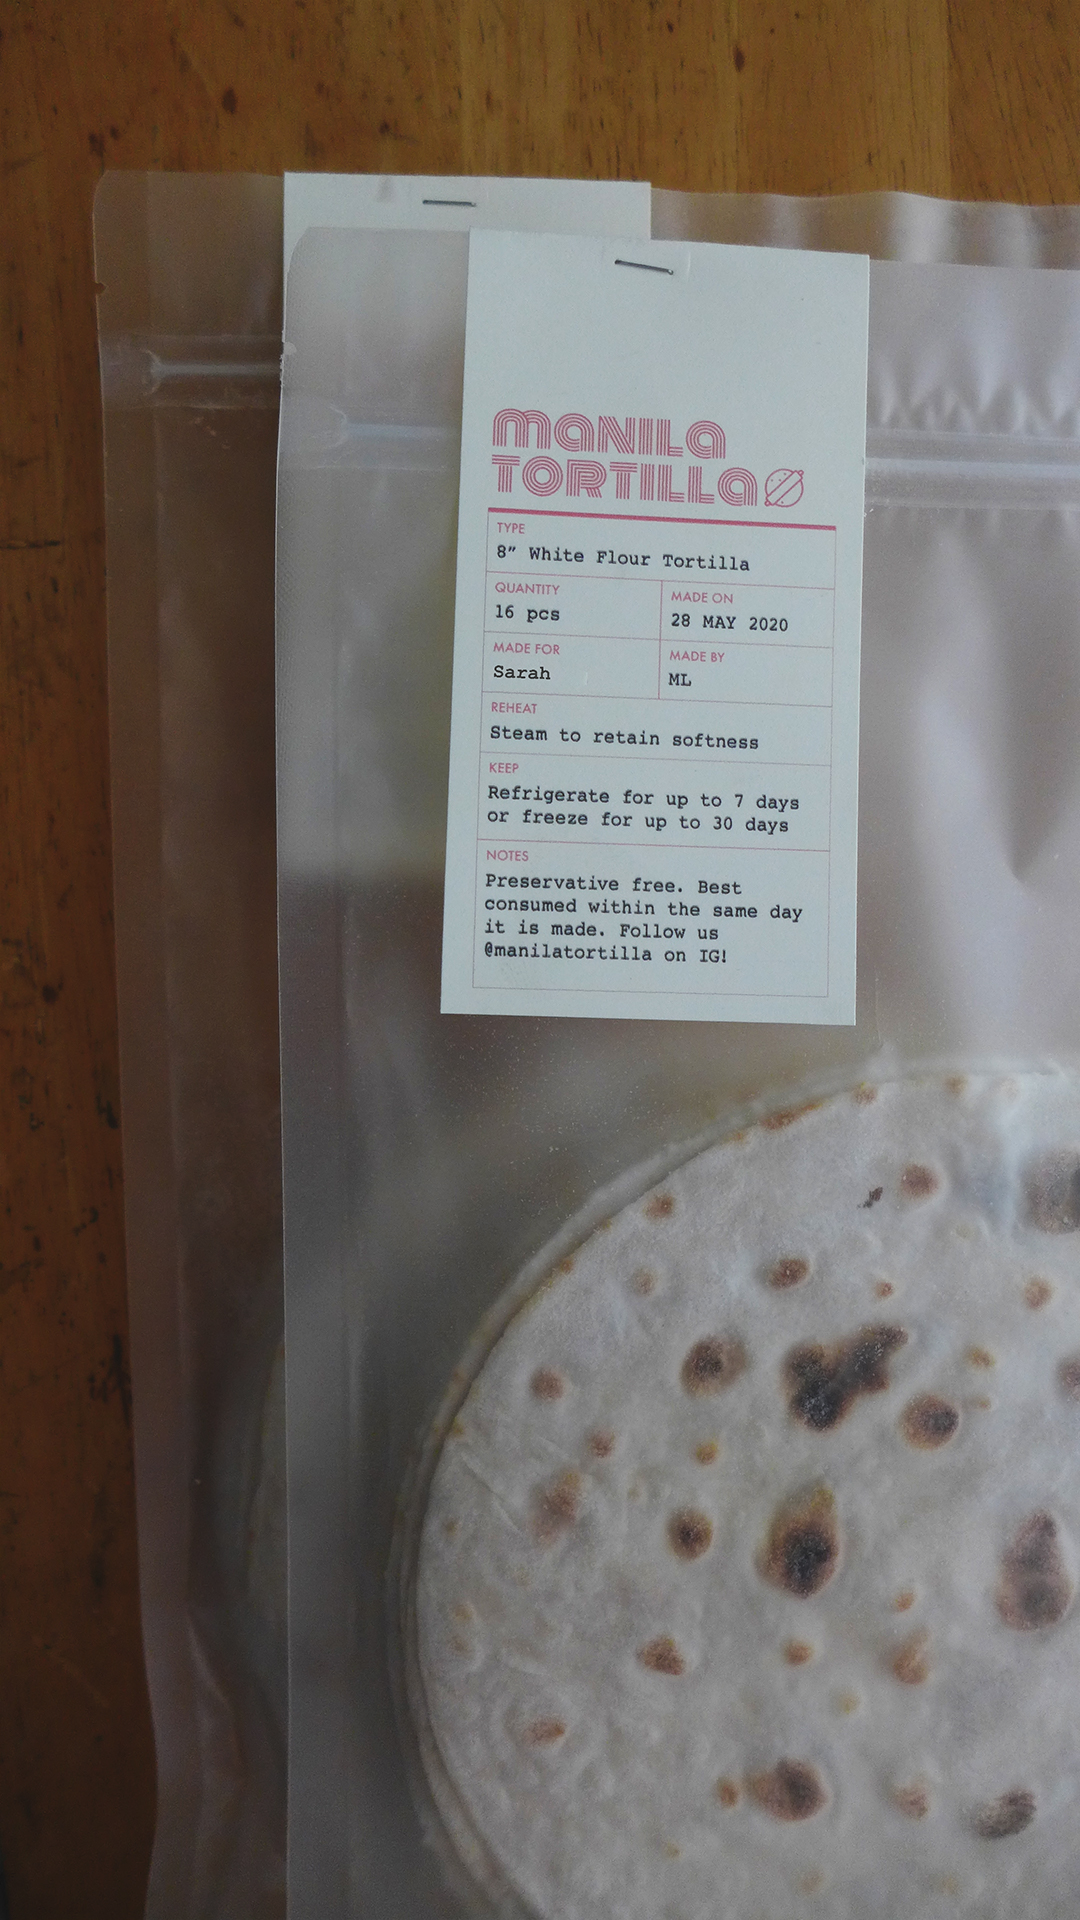 MANILA
TORTILLA
TYPE
8” White Flour Tortilla
QUANTITY
16 pcs
MADE ON
28 MAY 2020
MADE FOR
Sarah
MADE BY
ML
REHEAT
Steam to retain softness
KEEP
Refrigerate for up to 7 days
or freeze for up to 30 days
NOTES
Preservative free. Best
consumed within the same day
it is made. Follow us
@manilatortilla on IG!